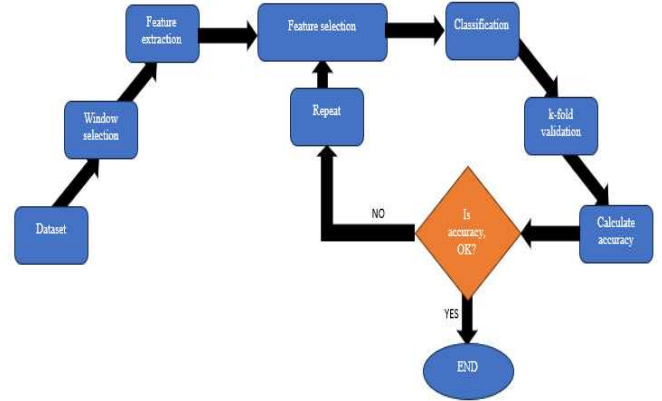 Dataset
Window
selection
Feature
extraction
Feature selection
Classification
k-fold
validation
Calculate
accuracy
Is
accuracy,
OK?
NO
Repeat
YES
END